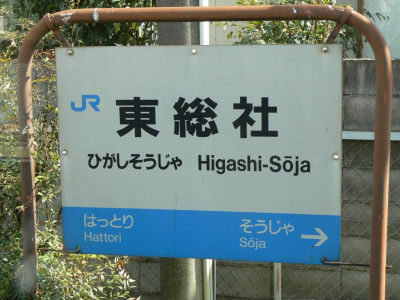 JR 東総社
ひがしそうじゃ Higashi-Sōja
はっとり そうじゃ
Hattori Sōja →